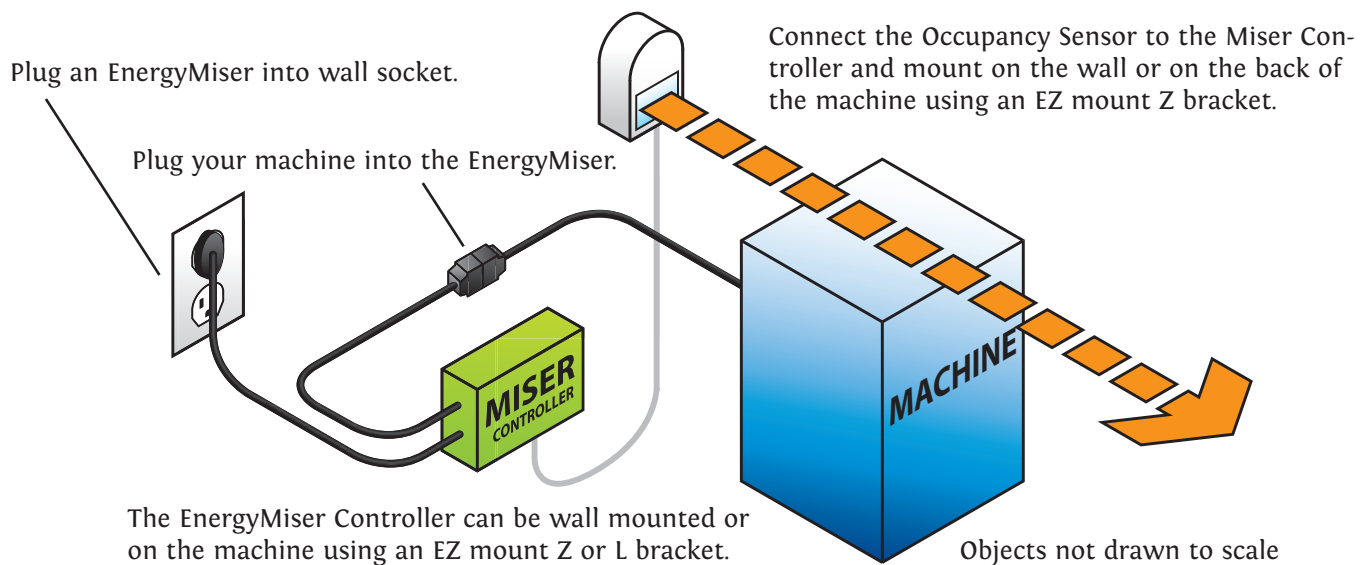 Plug an EnergyMiser into wall socket.
Connect the Occupancy Sensor to the Miser Con-
troller and mount on the wall or on the back of
the machine using an EZ mount Z bracket.
Plug your machine into the EnergyMiser.
MISER
CONTROLLER
MACHINE
The EnergyMiser Controller can be wall mounted or
on the machine using an EZ mount Z or L bracket.
Objects not drawn to scale